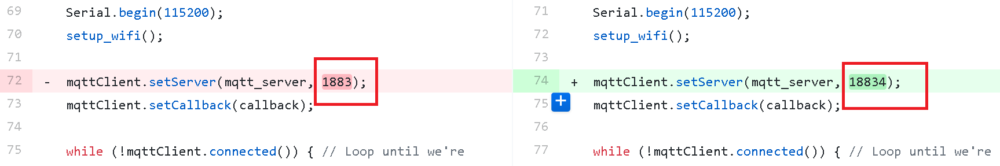 69 Serial.begin(115200);
70 setup_wifi();
71
72 - mqttClient.setServer(mqtt_server, 1883);
73 mqttClient.setCallback(callback);
74
75 while (!mqttClient.connected()) { // Loop until we're
71 Serial.begin(115200);
72 setup_wifi();
73
74 + mqttClient.setServer(mqtt_server, 18834);
75 + mqttClient.setCallback(callback);
76
77 while (!mqttClient.connected()) { // Loop until we're